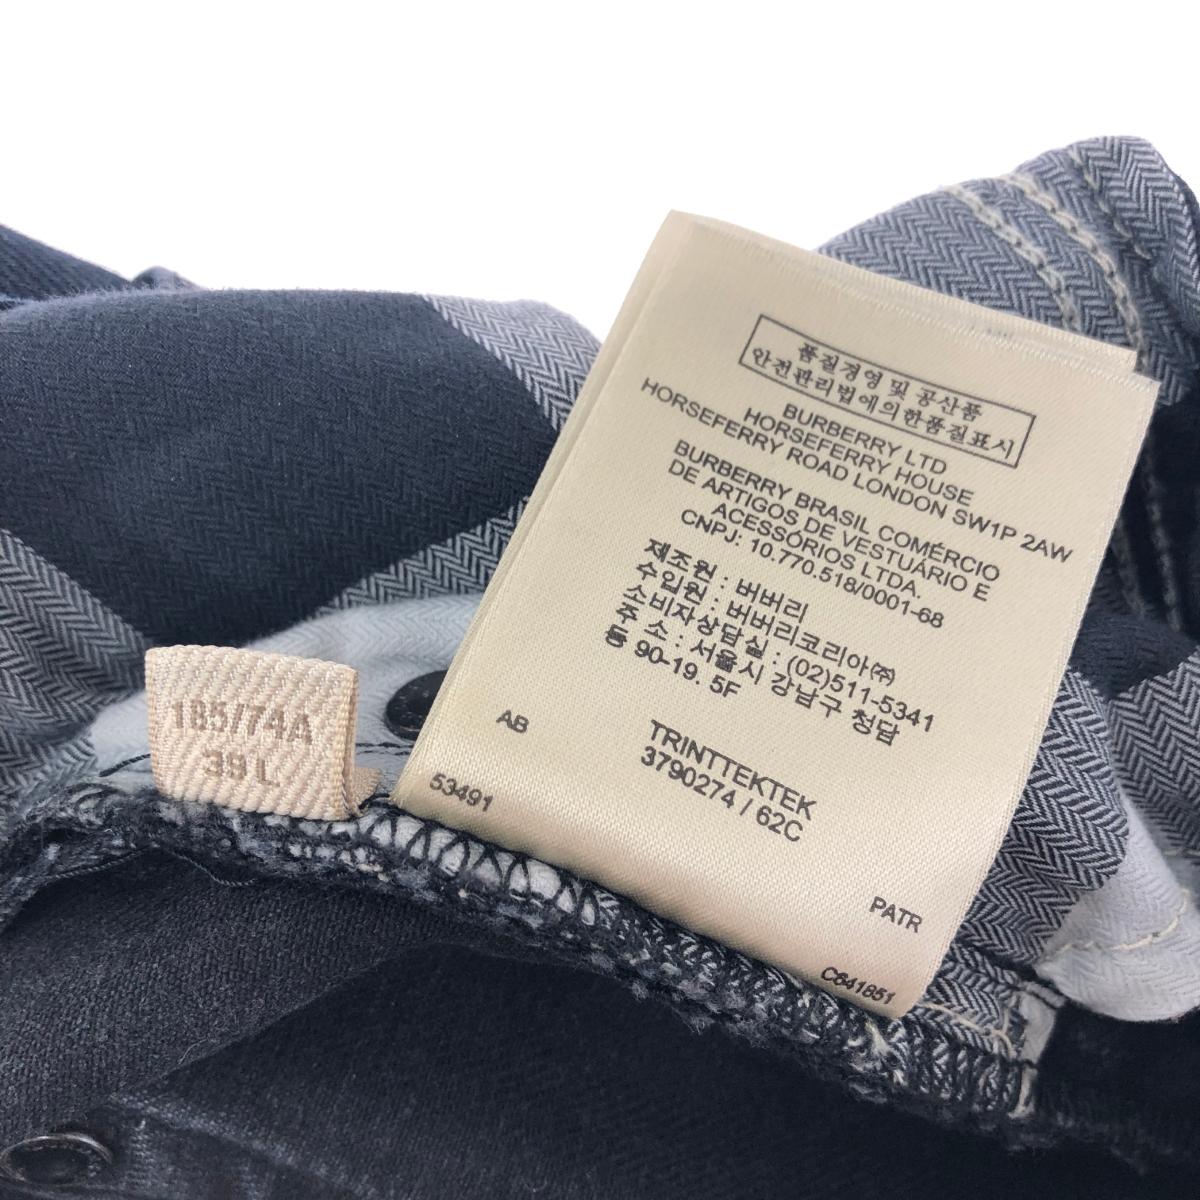 품질경영 및 공산품
안전관리법에의한품질표시
BURBERRY LTD
HORSEFERRY HOUSE
HORSEFERRY ROAD LONDON SW1P 2AW
BURBERRY BRASIL COMÉRCIO
DE ARTIGOS DE VESTUÁRIO E
ACESSÓRIOS LTDA.
CNPJ: 10.770.518/0001-68
제조원 : 버버리
수입원 : 버버리코리아㈜
소비자상담실 : (02)511-5341
주 소 : 서울시 강남구 청담
동 90-19. 5F
AB
TRINTTEKTEK
3790274 / 62C
53491
PATR
C641851
185/74A
39 L